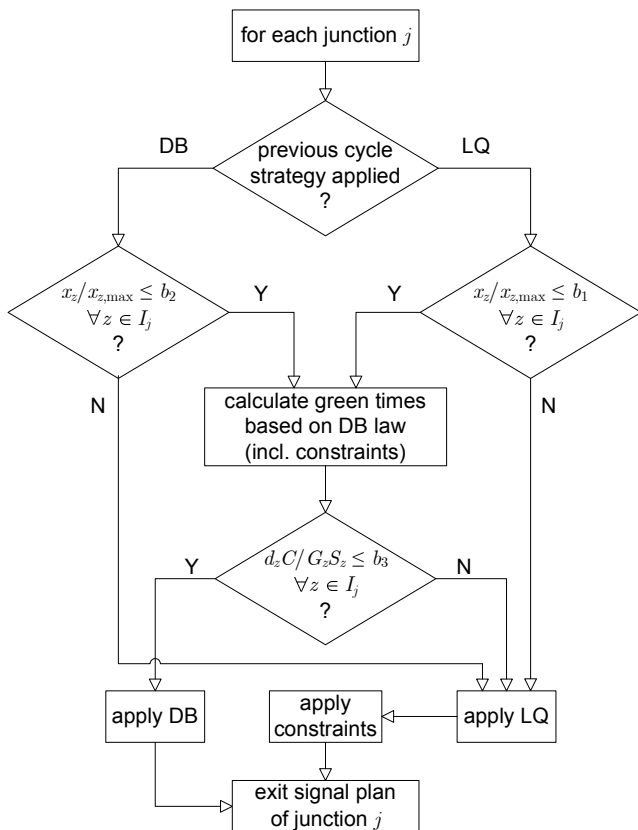 for each junction j
DB
LQ
previous cycle
strategy applied
?
x_z/x_{z,max} ≤ b_2
∀z ∈ I_j
?
Y
Y
x_z/x_{z,max} ≤ b_1
∀z ∈ I_j
?
N
calculate green times
based on DB law
(incl. constraints)
N
Y
d_zC/G_zS_z ≤ b_3
∀z ∈ I_j
?
N
apply DB
apply
constraints
apply LQ
exit signal plan
of junction j